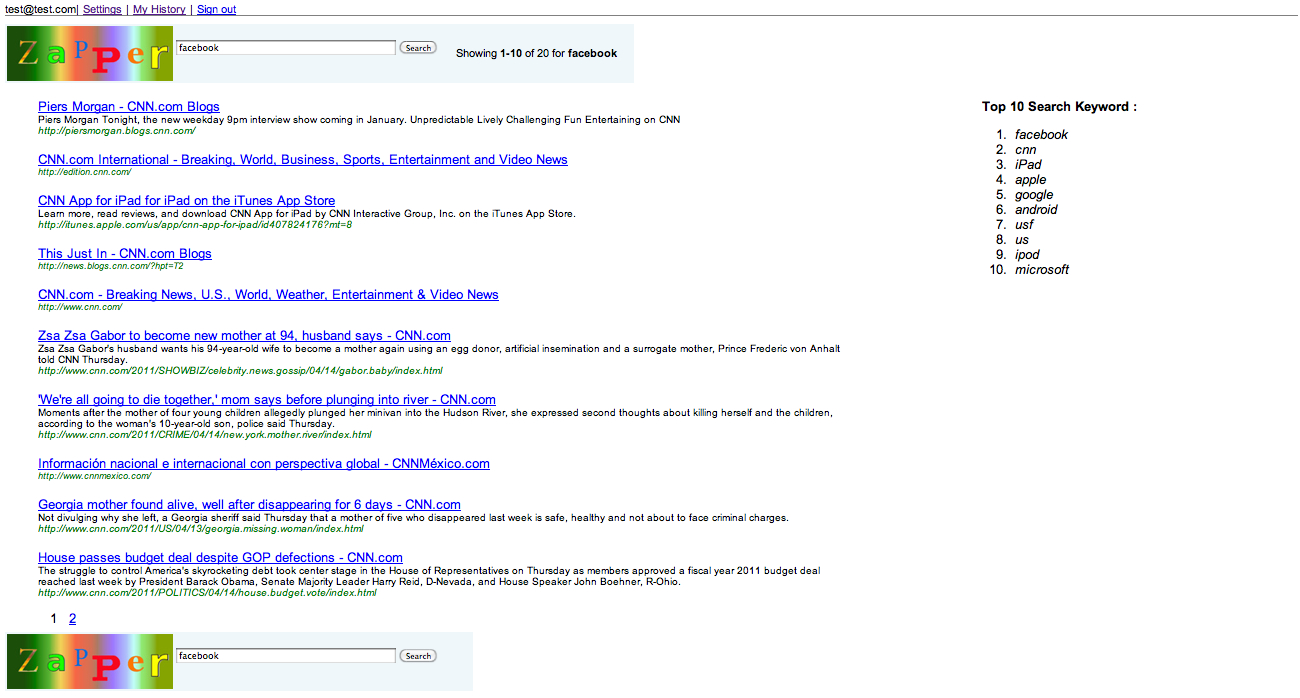 test@test.com| Settings | My History | Sign out
Zapper
facebook
Search
Showing 1-10 of 20 for facebook
Piers Morgan - CNN.com Blogs
Piers Morgan Tonight, the new weekday 9pm interview show coming in January. Unpredictable Lively Challenging Fun Entertaining on CNN
http://piersmorgan.blogs.cnn.com/
CNN.com International - Breaking, World, Business, Sports, Entertainment and Video News
http://edition.cnn.com/
CNN App for iPad for iPad on the iTunes App Store
Learn more, read reviews, and download CNN App for iPad by CNN Interactive Group, Inc. on the iTunes App Store.
http://itunes.apple.com/us/app/cnn-app-for-ipad/id407824176?mt=8
This Just In - CNN.com Blogs
http://news.blogs.cnn.com/?hpt=T2
CNN.com - Breaking News, U.S., World, Weather, Entertainment & Video News
http://www.cnn.com/
Zsa Zsa Gabor to become new mother at 94, husband says - CNN.com
Zsa Zsa Gabor's husband wants his 94-year-old wife to become a mother again using an egg donor, artificial insemination and a surrogate mother, Prince Frederic von Anhalt
told CNN Thursday.
http://www.cnn.com/2011/SHOWBIZ/celebrity.news.gossip/04/14/gabor.baby/index.html
'We're all going to die together,' mom says before plunging into river - CNN.com
Moments after the mother of four young children allegedly plunged her minivan into the Hudson River, she expressed second thoughts about killing herself and the children,
according to the woman's 10-year-old son, police said Thursday.
http://www.cnn.com/2011/CRIME/04/14/new.york.mother.river/index.html
Información nacional e internacional con perspectiva global - CNNMéxico.com
http://www.cnnmexico.com/
Georgia mother found alive, well after disappearing for 6 days - CNN.com
Not divulging why she left, a Georgia sheriff said Thursday that a mother of five who disappeared last week is safe, healthy and not about to face criminal charges.
http://www.cnn.com/2011/US/04/13/georgia.missing.woman/index.html
House passes budget deal despite GOP defections - CNN.com
The struggle to control America's skyrocketing debt took center stage in the House of Representatives on Thursday as members approved a fiscal year 2011 budget deal
reached last week by President Barack Obama, Senate Majority Leader Harry Reid, D-Nevada, and House Speaker John Boehner, R-Ohio.
http://www.cnn.com/2011/POLITICS/04/14/house.budget.vote/index.html
1 2
Top 10 Search Keyword :
1. facebook
2. cnn
3. iPad
4. apple
5. google
6. android
7. usf
8. us
9. ipod
10. microsoft
Zapper
facebook
Search